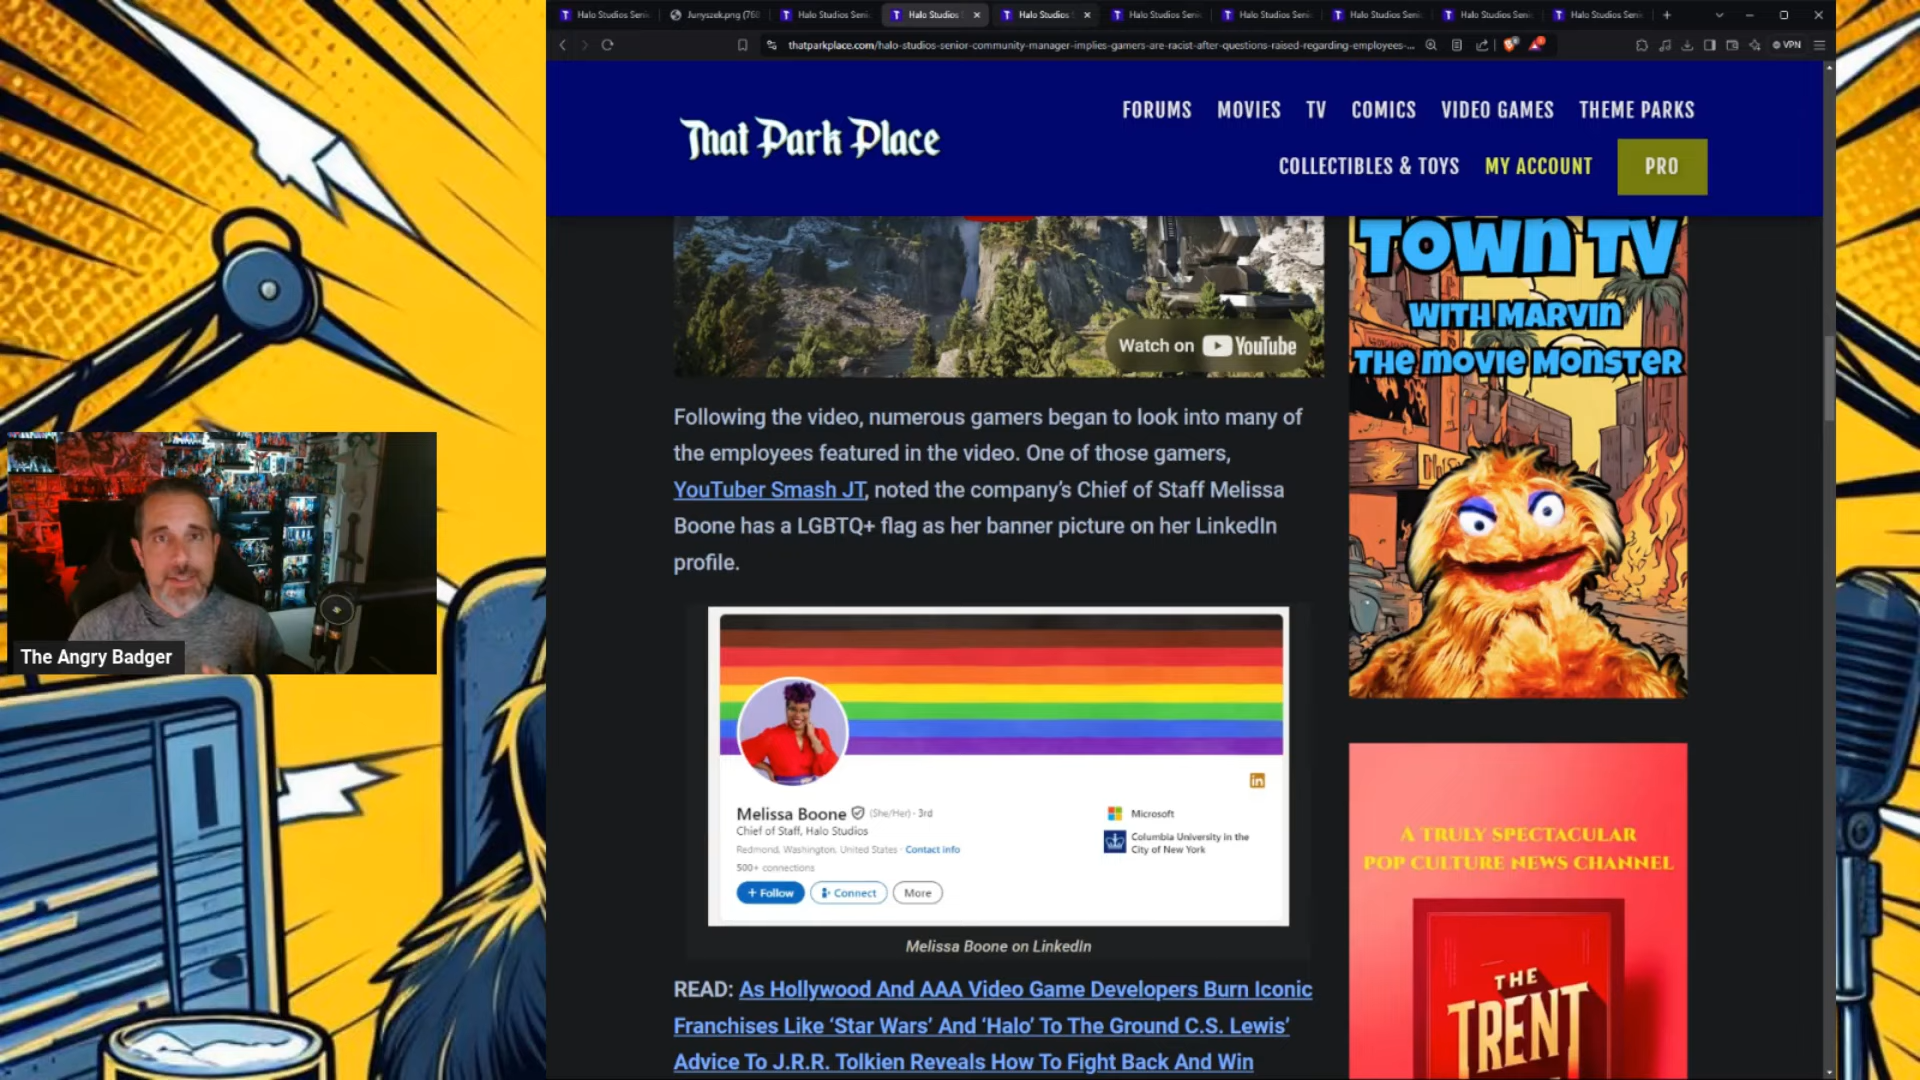 Halo Studios Seni
Junyszek.png (768
Halo Studios Seni
Halo Studios
Halo Studios
Halo Studios Seni
Halo Studios Seni
Halo Studios Seni
Halo Studios Seni
Halo Studios Seni
thatparkplace.com/halo-studios-senior-community-manager-implies-gamers-are-racist-after-questions-raised-regarding-employees-...
VPN
That Park Place
FORUMS MOVIES TV COMICS VIDEO GAMES THEME PARKS
COLLECTIBLES & TOYS MY ACCOUNT PRO
Watch on YouTube
Following the video, numerous gamers began to look into many of
the employees featured in the video. One of those gamers,
YouTuber Smash JT, noted the company's Chief of Staff Melissa
Boone has a LGBTQ+ flag as her banner picture on her LinkedIn
profile.
in
Melissa Boone (She/Her) · 3rd
Chief of Staff, Halo Studios
Redmond, Washington, United States · Contact info
500+ connections
+ Follow Connect More
Microsoft
Columbia University in the
City of New York
Melissa Boone on LinkedIn
READ: As Hollywood And AAA Video Game Developers Burn Iconic
Franchises Like 'Star Wars' And 'Halo' To The Ground C.S. Lewis'
Advice To J.R.R. Tolkien Reveals How To Fight Back And Win
TOWN TV
WITH MARVIN
THE MOVIE MONSTER
A TRULY SPECTACULAR
POP CULTURE NEWS CHANNEL
THE
TRENT
The Angry Badger